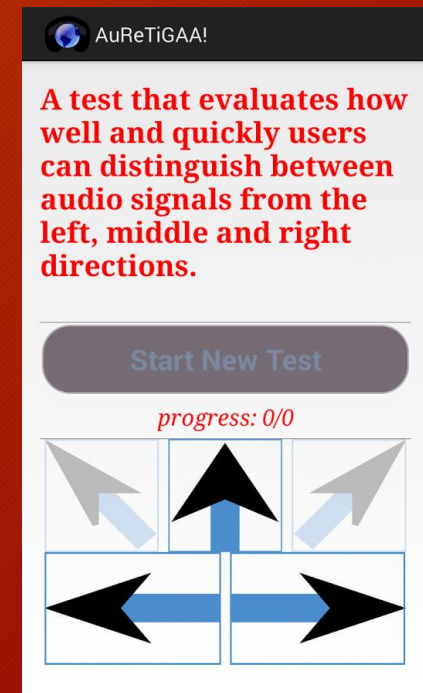 AuReTiGAA!
A test that evaluates how
well and quickly users
can distinguish between
audio signals from the
left, middle and right
directions.
Start New Test
progress: 0/0